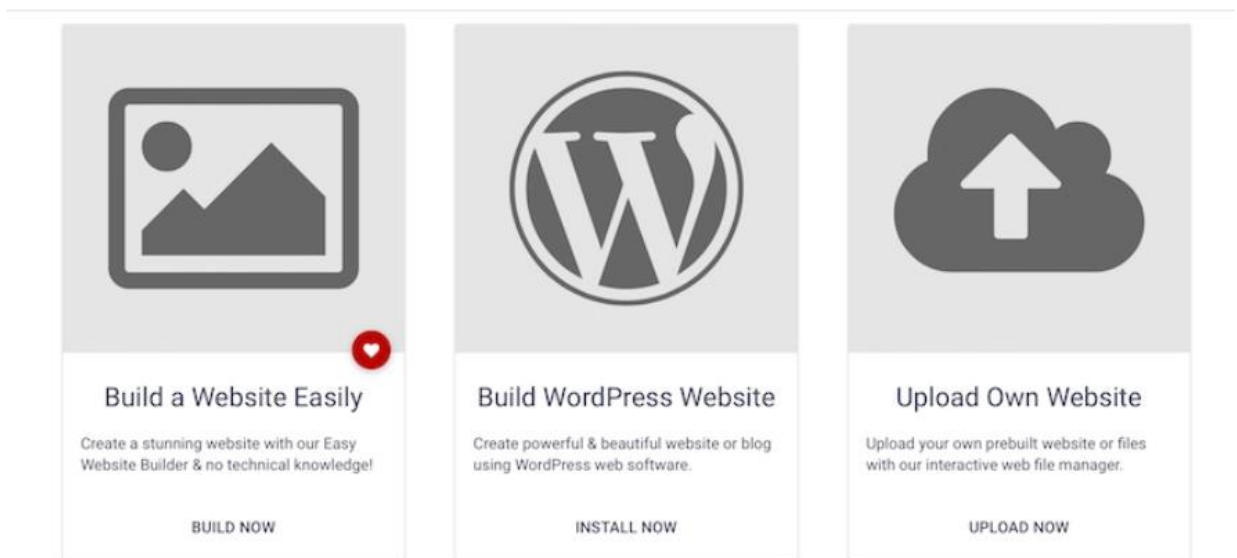 Build a Website Easily
Create a stunning website with our Easy
Website Builder & no technical knowledge!
BUILD NOW
Build WordPress Website
Create powerful & beautiful website or blog
using WordPress web software.
INSTALL NOW
Upload Own Website
Upload your own prebuilt website or files
with our interactive web file manager.
UPLOAD NOW